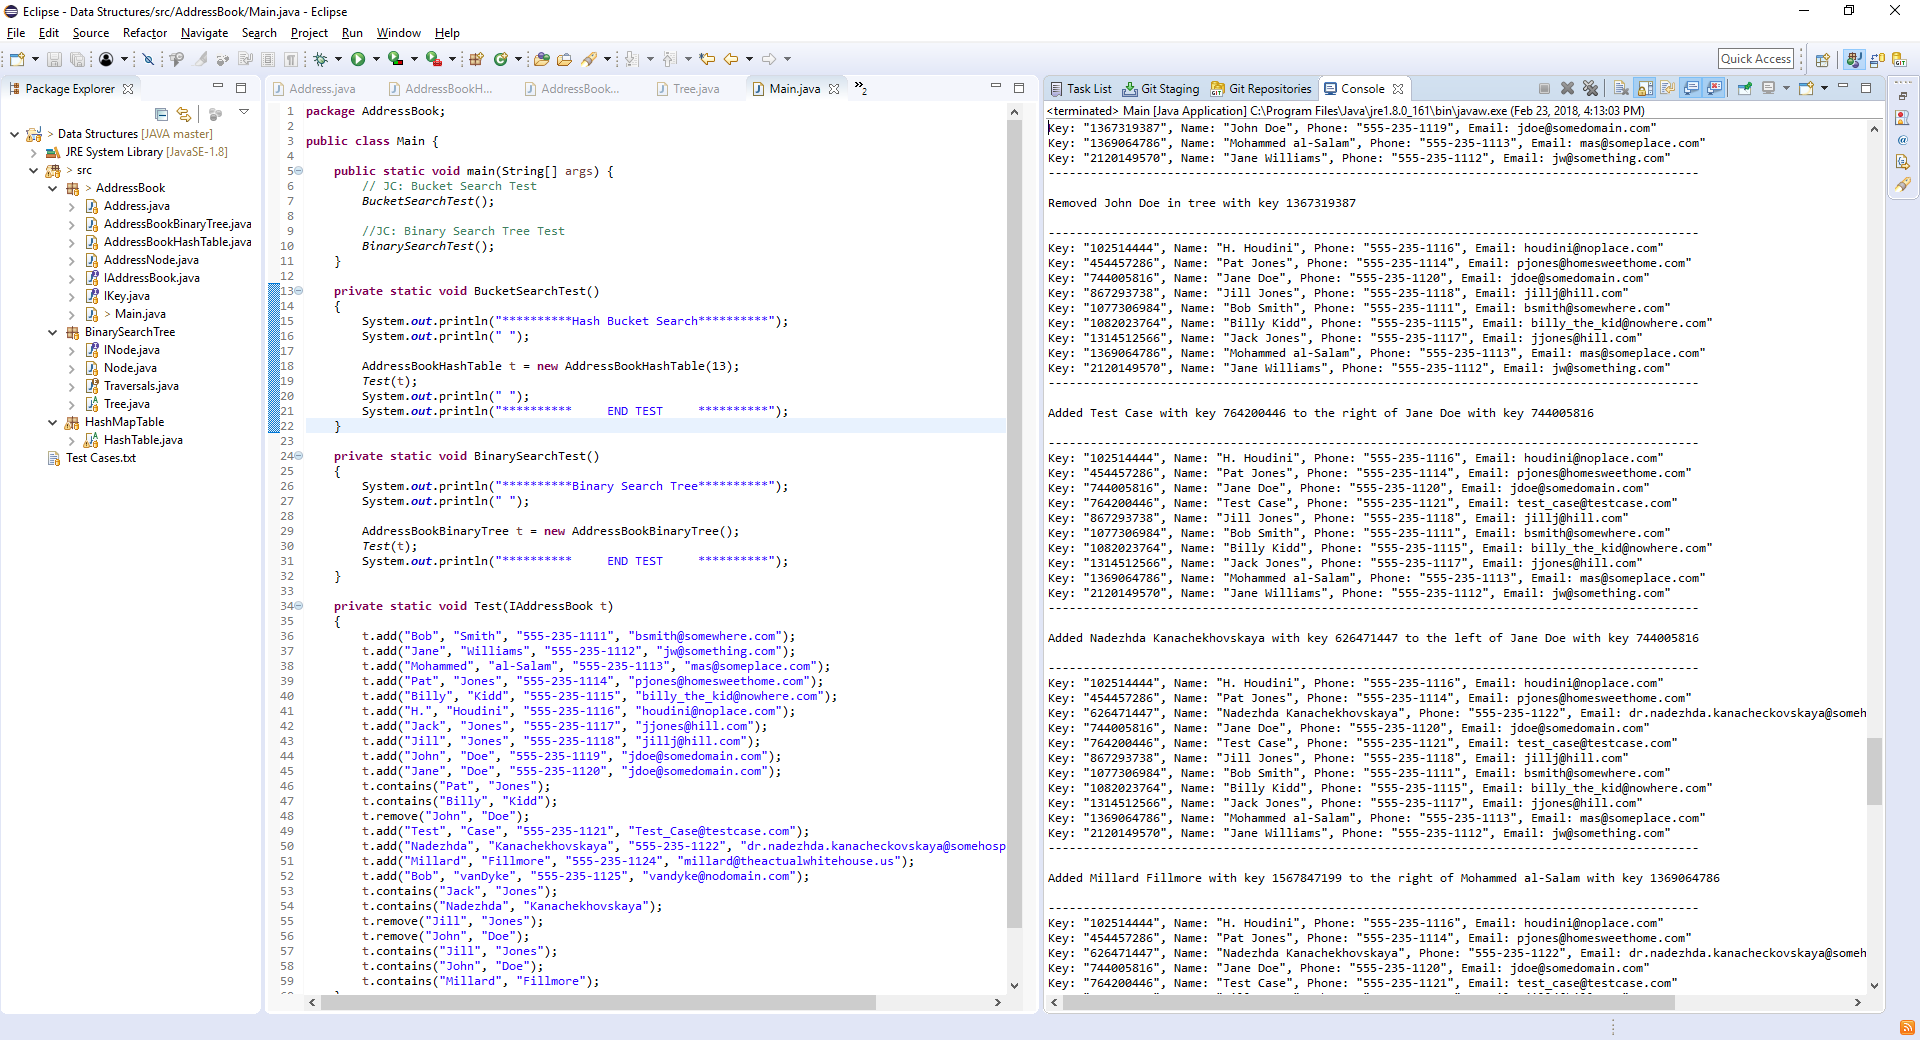 Eclipse - Data Structures/src/AddressBook/Main.java - Eclipse
File Edit Source Refactor Navigate Search Project Run Window Help
Quick Access
Package Explorer
> Data Structures [JAVA master]
JRE System Library [JavaSE-1.8]
> src
> AddressBook
Address.java
AddressBookBinaryTree.java
AddressBookHashTable.java
AddressNode.java
IAddressBook.java
IKey.java
> Main.java
BinarySearchTree
INode.java
Node.java
Traversals.java
Tree.java
HashMapTable
HashTable.java
Test Cases.txt
Address.java AddressBookH... AddressBook... Tree.java Main.java »2
1 package AddressBook;
2
3 public class Main {
4
5 public static void main(String[] args) {
6 // JC: Bucket Search Test
7 BucketSearchTest();
8
9 //JC: Binary Search Tree Test
10 BinarySearchTest();
11 }
12
13 private static void BucketSearchTest()
14 {
15 System.out.println("**********Hash Bucket Search**********");
16 System.out.println(" ");
17
18 AddressBookHashTable t = new AddressBookHashTable(13);
19 Test(t);
20 System.out.println(" ");
21 System.out.println("**********     END TEST     **********");
22 }
23
24 private static void BinarySearchTest()
25 {
26 System.out.println("**********Binary Search Tree**********");
27 System.out.println(" ");
28
29 AddressBookBinaryTree t = new AddressBookBinaryTree();
30 Test(t);
31 System.out.println("**********     END TEST     **********");
32 }
33
34 private static void Test(IAddressBook t)
35 {
36 t.add("Bob", "Smith", "555-235-1111", "bsmith@somewhere.com");
37 t.add("Jane", "Williams", "555-235-1112", "jw@something.com");
38 t.add("Mohammed", "al-Salam", "555-235-1113", "mas@someplace.com");
39 t.add("Pat", "Jones", "555-235-1114", "pjones@homesweethome.com");
40 t.add("Billy", "Kidd", "555-235-1115", "billy_the_kid@nowhere.com");
41 t.add("H.", "Houdini", "555-235-1116", "houdini@noplace.com");
42 t.add("Jack", "Jones", "555-235-1117", "jjones@hill.com");
43 t.add("Jill", "Jones", "555-235-1118", "jillj@hill.com");
44 t.add("John", "Doe", "555-235-1119", "jdoe@somedomain.com");
45 t.add("Jane", "Doe", "555-235-1120", "jdoe@somedomain.com");
46 t.contains("Pat", "Jones");
47 t.contains("Billy", "Kidd");
48 t.remove("John", "Doe");
49 t.add("Test", "Case", "555-235-1121", "Test_Case@testcase.com");
50 t.add("Nadezhda", "Kanachekhovskaya", "555-235-1122", "dr.nadezhda.kanacheckovskaya@somehosp
51 t.add("Millard", "Fillmore", "555-235-1124", "millard@theactualwhitehouse.us");
52 t.add("Bob", "vanDyke", "555-235-1125", "vandyke@nodomain.com");
53 t.contains("Jack", "Jones");
54 t.contains("Nadezhda", "Kanachekhovskaya");
55 t.remove("Jill", "Jones");
56 t.remove("John", "Doe");
57 t.contains("Jill", "Jones");
58 t.contains("John", "Doe");
59 t.contains("Millard", "Fillmore");
Task List Git Staging Git Repositories Console
<terminated> Main [Java Application] C:\Program Files\Java\jre1.8.0_161\bin\javaw.exe (Feb 23, 2018, 4:13:03 PM)
Key: "1367319387", Name: "John Doe", Phone: "555-235-1119", Email: jdoe@somedomain.com"
Key: "1369064786", Name: "Mohammed al-Salam", Phone: "555-235-1113", Email: mas@someplace.com"
Key: "2120149570", Name: "Jane Williams", Phone: "555-235-1112", Email: jw@something.com"
---------------------------------------------------------------------------------------------
Removed John Doe in tree with key 1367319387
---------------------------------------------------------------------------------------------
Key: "102514444", Name: "H. Houdini", Phone: "555-235-1116", Email: houdini@noplace.com"
Key: "454457286", Name: "Pat Jones", Phone: "555-235-1114", Email: pjones@homesweethome.com"
Key: "744005816", Name: "Jane Doe", Phone: "555-235-1120", Email: jdoe@somedomain.com"
Key: "867293738", Name: "Jill Jones", Phone: "555-235-1118", Email: jillj@hill.com"
Key: "1077306984", Name: "Bob Smith", Phone: "555-235-1111", Email: bsmith@somewhere.com"
Key: "1082023764", Name: "Billy Kidd", Phone: "555-235-1115", Email: billy_the_kid@nowhere.com"
Key: "1314512566", Name: "Jack Jones", Phone: "555-235-1117", Email: jjones@hill.com"
Key: "1369064786", Name: "Mohammed al-Salam", Phone: "555-235-1113", Email: mas@someplace.com"
Key: "2120149570", Name: "Jane Williams", Phone: "555-235-1112", Email: jw@something.com"
---------------------------------------------------------------------------------------------
Added Test Case with key 764200446 to the right of Jane Doe with key 744005816
---------------------------------------------------------------------------------------------
Key: "102514444", Name: "H. Houdini", Phone: "555-235-1116", Email: houdini@noplace.com"
Key: "454457286", Name: "Pat Jones", Phone: "555-235-1114", Email: pjones@homesweethome.com"
Key: "744005816", Name: "Jane Doe", Phone: "555-235-1120", Email: jdoe@somedomain.com"
Key: "764200446", Name: "Test Case", Phone: "555-235-1121", Email: test_case@testcase.com"
Key: "867293738", Name: "Jill Jones", Phone: "555-235-1118", Email: jillj@hill.com"
Key: "1077306984", Name: "Bob Smith", Phone: "555-235-1111", Email: bsmith@somewhere.com"
Key: "1082023764", Name: "Billy Kidd", Phone: "555-235-1115", Email: billy_the_kid@nowhere.com"
Key: "1314512566", Name: "Jack Jones", Phone: "555-235-1117", Email: jjones@hill.com"
Key: "1369064786", Name: "Mohammed al-Salam", Phone: "555-235-1113", Email: mas@someplace.com"
Key: "2120149570", Name: "Jane Williams", Phone: "555-235-1112", Email: jw@something.com"
---------------------------------------------------------------------------------------------
Added Nadezhda Kanachekhovskaya with key 626471447 to the left of Jane Doe with key 744005816
---------------------------------------------------------------------------------------------
Key: "102514444", Name: "H. Houdini", Phone: "555-235-1116", Email: houdini@noplace.com"
Key: "454457286", Name: "Pat Jones", Phone: "555-235-1114", Email: pjones@homesweethome.com"
Key: "626471447", Name: "Nadezhda Kanachekhovskaya", Phone: "555-235-1122", Email: dr.nadezhda.kanacheckovskaya@someh
Key: "744005816", Name: "Jane Doe", Phone: "555-235-1120", Email: jdoe@somedomain.com"
Key: "764200446", Name: "Test Case", Phone: "555-235-1121", Email: test_case@testcase.com"
Key: "867293738", Name: "Jill Jones", Phone: "555-235-1118", Email: jillj@hill.com"
Key: "1077306984", Name: "Bob Smith", Phone: "555-235-1111", Email: bsmith@somewhere.com"
Key: "1082023764", Name: "Billy Kidd", Phone: "555-235-1115", Email: billy_the_kid@nowhere.com"
Key: "1314512566", Name: "Jack Jones", Phone: "555-235-1117", Email: jjones@hill.com"
Key: "1369064786", Name: "Mohammed al-Salam", Phone: "555-235-1113", Email: mas@someplace.com"
Key: "2120149570", Name: "Jane Williams", Phone: "555-235-1112", Email: jw@something.com"
---------------------------------------------------------------------------------------------
Added Millard Fillmore with key 1567847199 to the right of Mohammed al-Salam with key 1369064786
---------------------------------------------------------------------------------------------
Key: "102514444", Name: "H. Houdini", Phone: "555-235-1116", Email: houdini@noplace.com"
Key: "454457286", Name: "Pat Jones", Phone: "555-235-1114", Email: pjones@homesweethome.com"
Key: "626471447", Name: "Nadezhda Kanachekhovskaya", Phone: "555-235-1122", Email: dr.nadezhda.kanacheckovskaya@someh
Key: "744005816", Name: "Jane Doe", Phone: "555-235-1120", Email: jdoe@somedomain.com"
Key: "764200446", Name: "Test Case", Phone: "555-235-1121", Email: test_case@testcase.com"